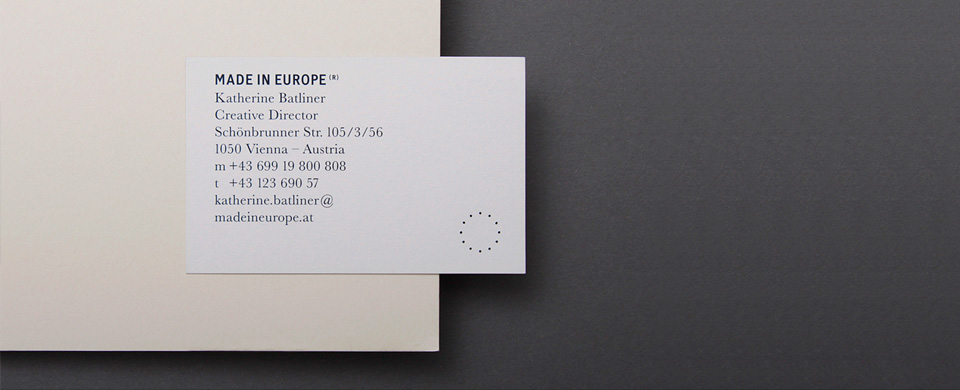 MADE IN EUROPE (R)
Katherine Batliner
Creative Director
Schönbrunner Str. 105/3/56
1050 Vienna – Austria
m +43 699 19 800 808
t +43 123 690 57
katherine.batliner@
madeineurope.at